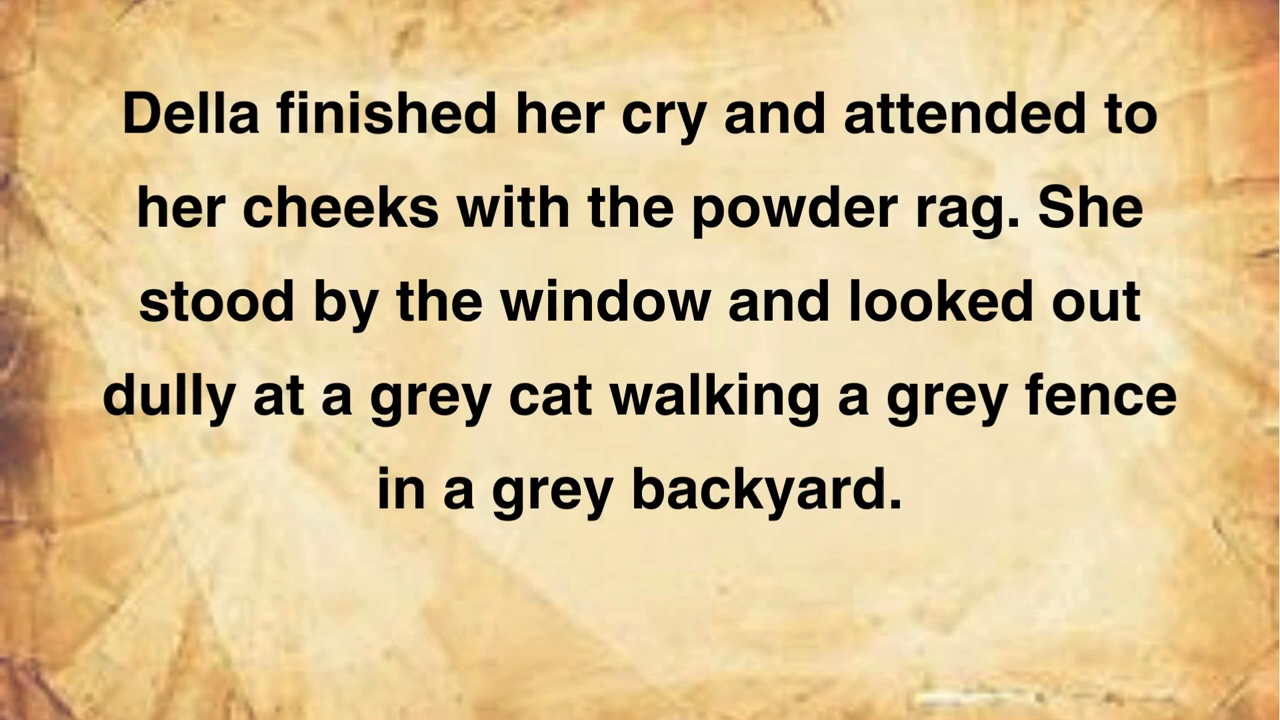 Della finished her cry and attended to
her cheeks with the powder rag. She
stood by the window and looked out
dully at a grey cat walking a grey fence
in a grey backyard.